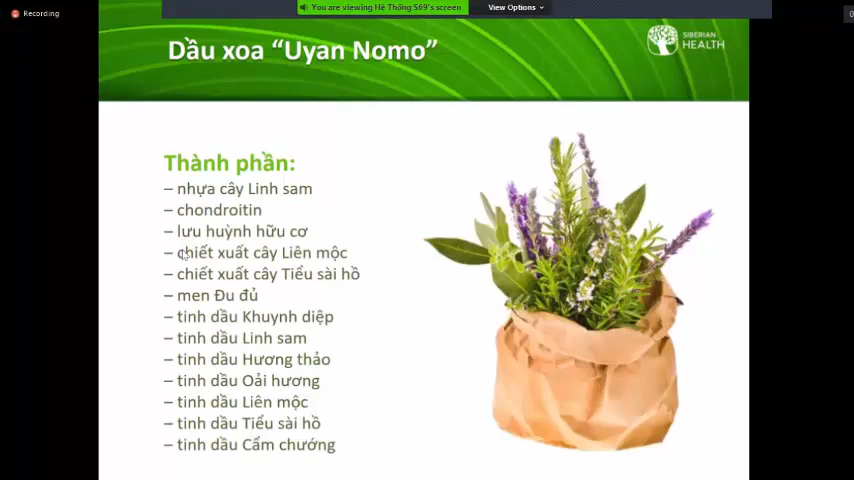 Recording
You are viewing Hệ Thống S69's screen
View Options
Dầu xoa “Uyan Nomo”
SIBERIAN
HEALTH
Thành phần:
– nhựa cây Linh sam
– chondroitin
– lưu huỳnh hữu cơ
– chiết xuất cây Liên mộc
– chiết xuất cây Tiểu sài hồ
– men Đu đủ
– tinh dầu Khuynh diệp
– tinh dầu Linh sam
– tinh dầu Hương thảo
– tinh dầu Oải hương
– tinh dầu Liên mộc
– tinh dầu Tiểu sài hồ
– tinh dầu Cẩm chướng